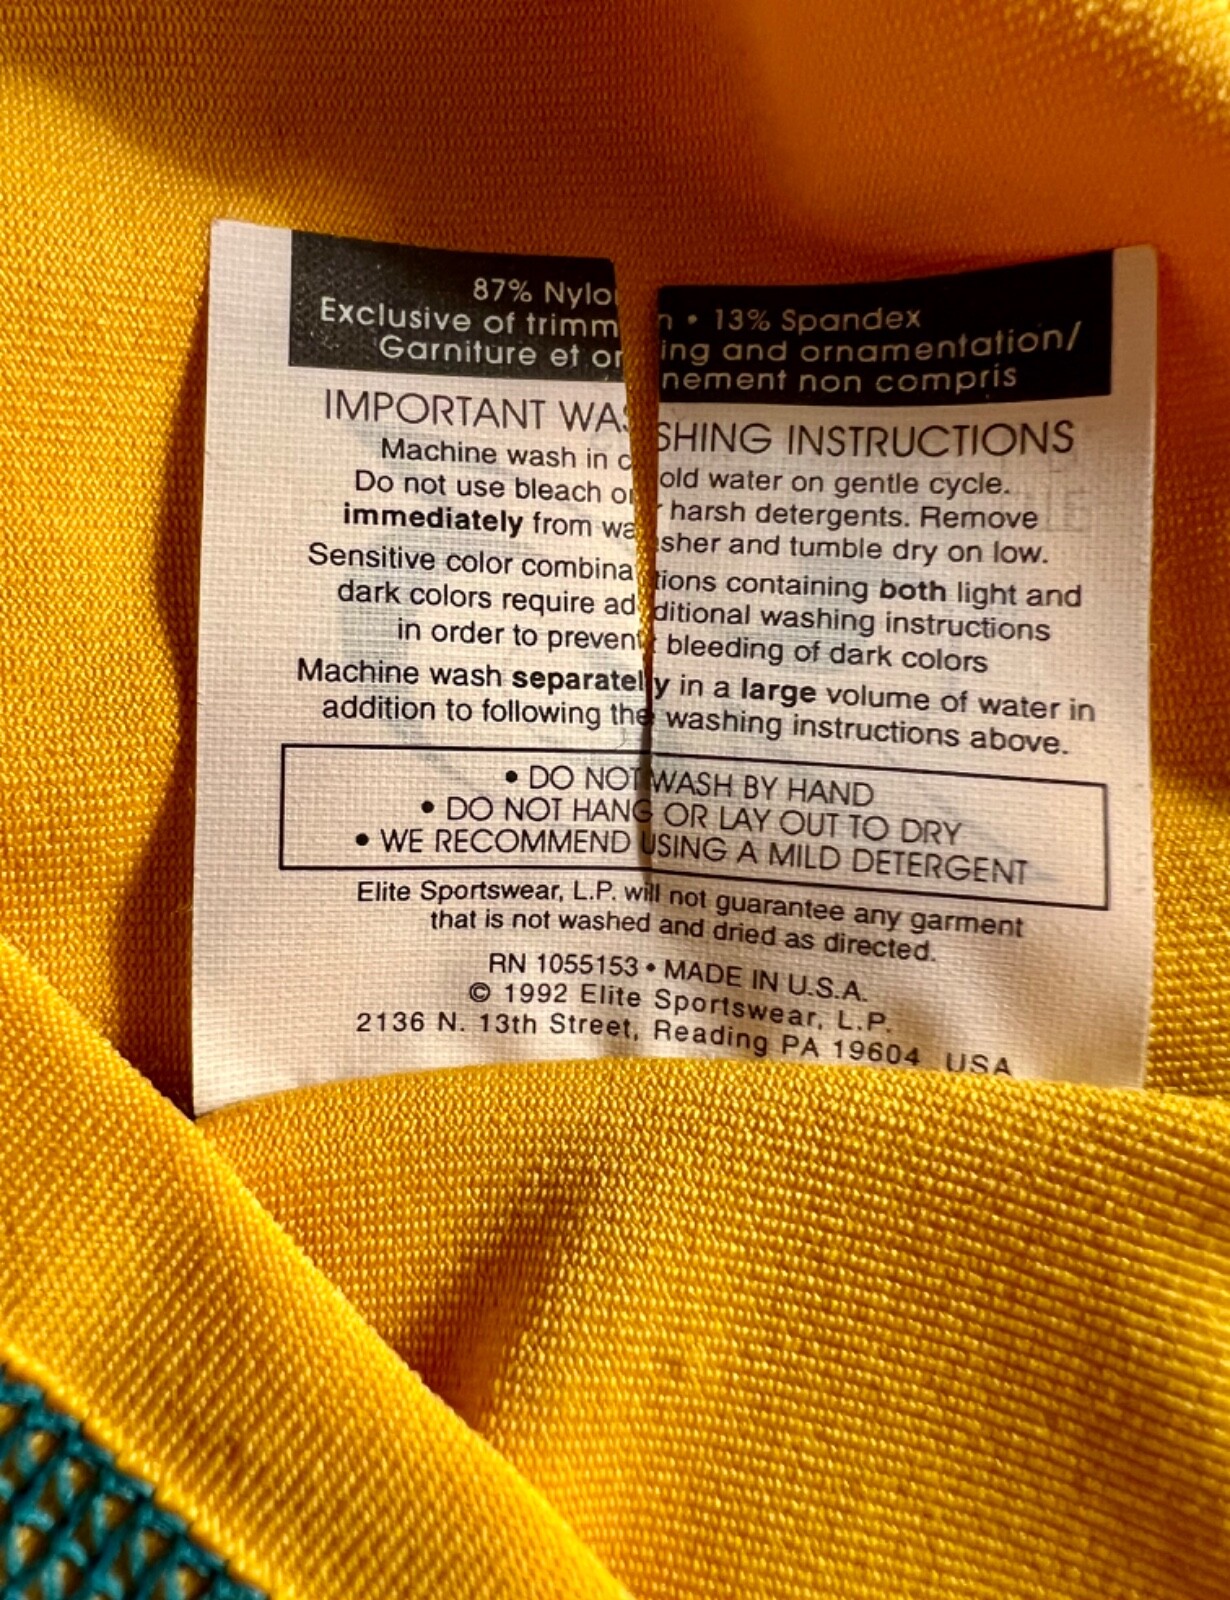 87% Nylon • 13% Spandex
Exclusive of trimming and ornamentation/
Garniture et ornement non compris
IMPORTANT WASHING INSTRUCTIONS
Machine wash in cold water on gentle cycle.
Do not use bleach or harsh detergents. Remove
immediately from washer and tumble dry on low.
Sensitive color combinations containing both light and
dark colors require additional washing instructions
in order to prevent bleeding of dark colors
Machine wash separately in a large volume of water in
addition to following the washing instructions above.
• DO NOT WASH BY HAND
• DO NOT HANG OR LAY OUT TO DRY
• WE RECOMMEND USING A MILD DETERGENT
Elite Sportswear, L.P. will not guarantee any garment
that is not washed and dried as directed.
RN 1055153 • MADE IN U.S.A.
© 1992 Elite Sportswear, L.P.
2136 N. 13th Street, Reading PA 19604 USA